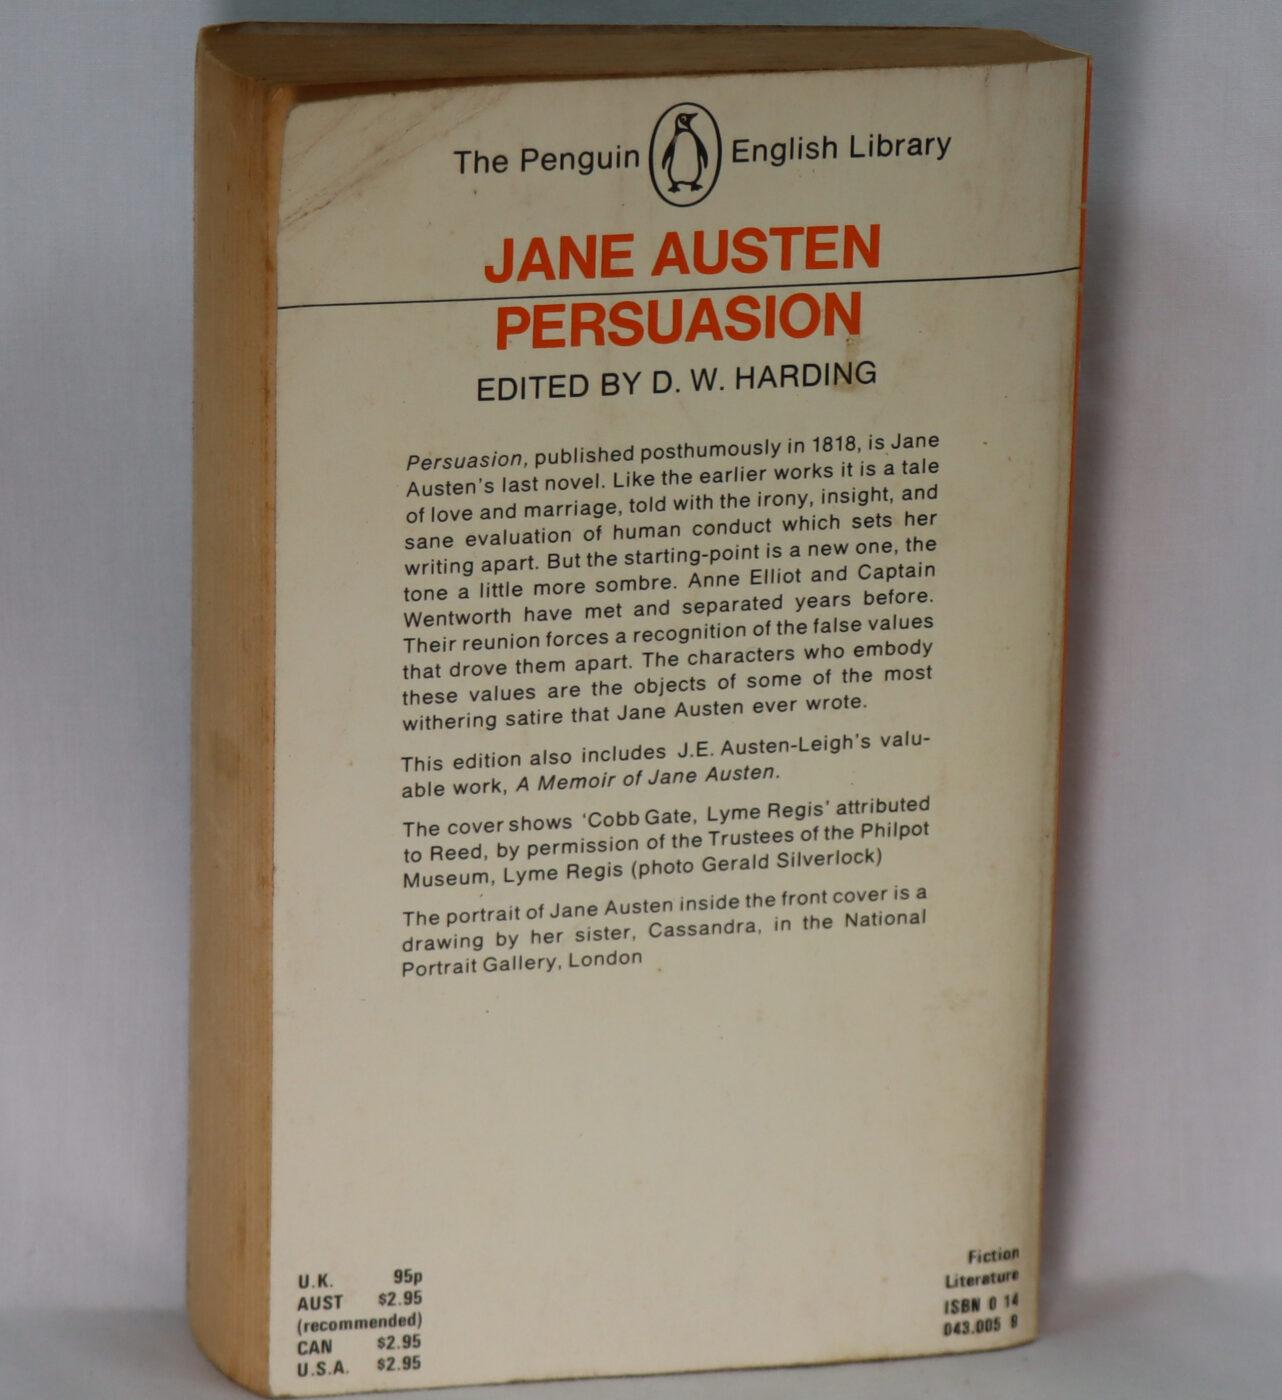 The Penguin English Library
JANE AUSTEN
PERSUASION
EDITED BY D. W. HARDING
Persuasion, published posthumously in 1818, is Jane
Austen's last novel. Like the earlier works it is a tale
of love and marriage, told with the irony, insight, and
sane evaluation of human conduct which sets her
writing apart. But the starting-point is a new one, the
tone a little more sombre. Anne Elliot and Captain
Wentworth have met and separated years before.
Their reunion forces a recognition of the false values
that drove them apart. The characters who embody
these values are the objects of some of the most
withering satire that Jane Austen ever wrote.
This edition also includes J.E. Austen-Leigh's valu-
able work, A Memoir of Jane Austen.
The cover shows 'Cobb Gate, Lyme Regis' attributed
to Reed, by permission of the Trustees of the Philpot
Museum, Lyme Regis (photo Gerald Silverlock)
The portrait of Jane Austen inside the front cover is a
drawing by her sister, Cassandra, in the National
Portrait Gallery, London
U.K. 95p
AUST $2.95
(recommended)
CAN $2.95
U.S.A. $2.95
Fiction
Literature
ISBN 0 14
043.005 9